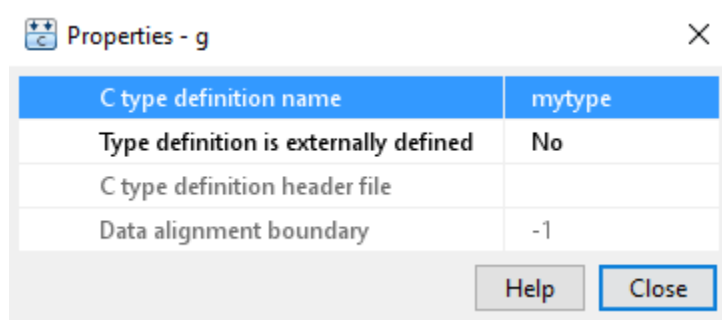 Properties - g
C type definition name mytype
Type definition is externally defined No
C type definition header file
Data alignment boundary -1
Help Close